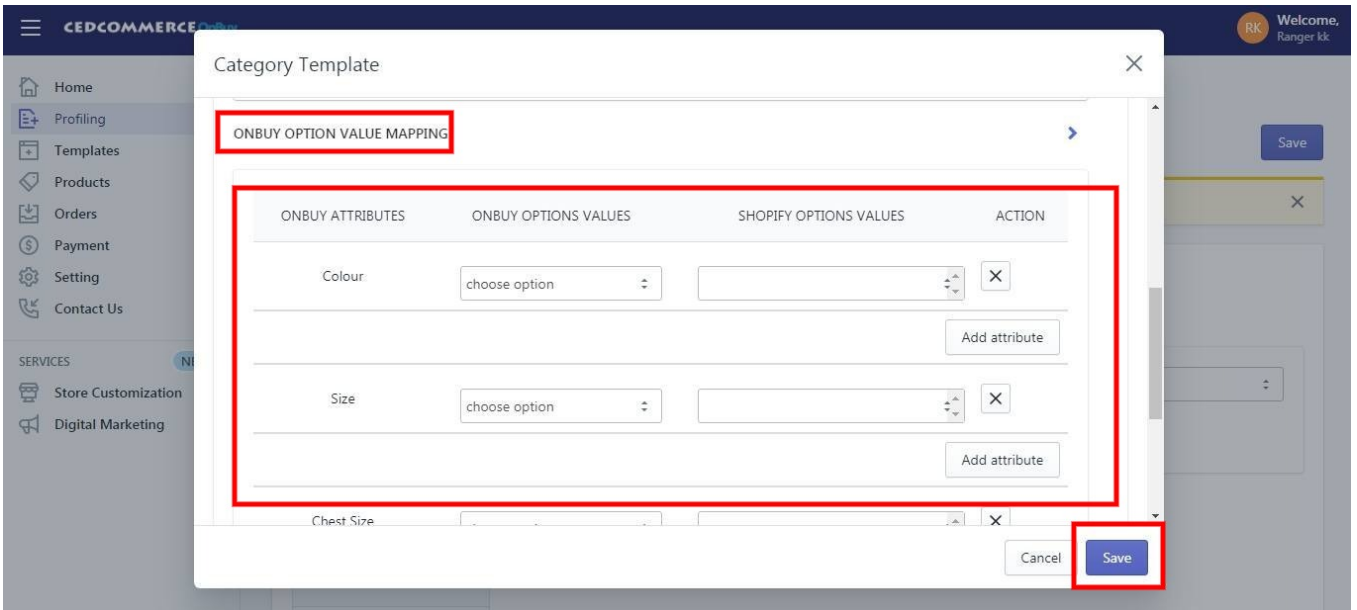 CEDCOMMERCE OnBuy
Welcome,
RK
Ranger kk
Category Template
Home
Profiling
Templates
Products
Orders
Payment
Setting
Contact Us
SERVICES
Store Customization
Digital Marketing
Save
ONBUY OPTION VALUE MAPPING
ONBUY ATTRIBUTES ONBUY OPTIONS VALUES SHOPIFY OPTIONS VALUES ACTION
Colour choose option
Add attribute
Size choose option
Add attribute
Chest Size
Cancel Save